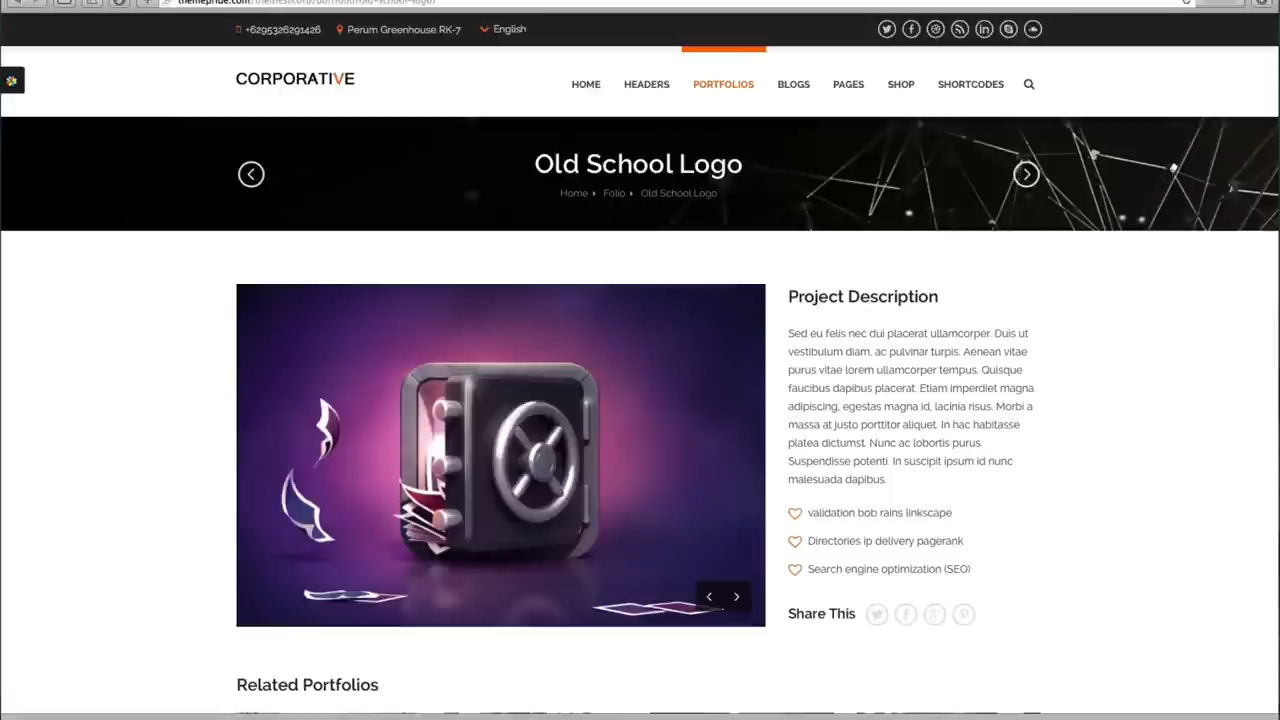 +6295326291426 Perum Greenhouse RK-7 English
CORPORATIVE
HOME HEADERS PORTFOLIOS BLOGS PAGES SHOP SHORTCODES
Old School Logo
Home Folio Old School Logo
Project Description
Sed eu felis nec dui placerat ullamcorper. Duis ut
vestibulum diam, ac pulvinar turpis. Aenean vitae
purus vitae lorem ullamcorper tempus. Quisque
faucibus dapibus placerat. Etiam imperdiet magna
adipiscing, egestas magna id, lacinia risus. Morbi a
massa at justo porttitor aliquet. In hac habitasse
platea dictumst. Nunc ac lobortis purus.
Suspendisse potenti. In suscipit ipsum id nunc
malesuada dapibus.
validation bob rains linkscape
Directories ip delivery pagerank
Search engine optimization (SEO)
Share This
Related Portfolios